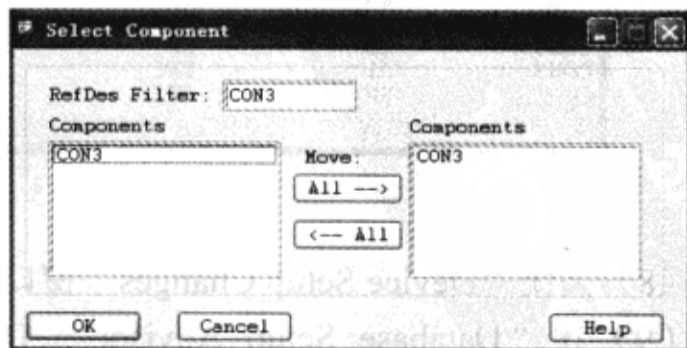 Select Component
RefDes Filter: CON3
Components Components
CON3 Move: CON3
All -->
<-- All
OK Cancel Help